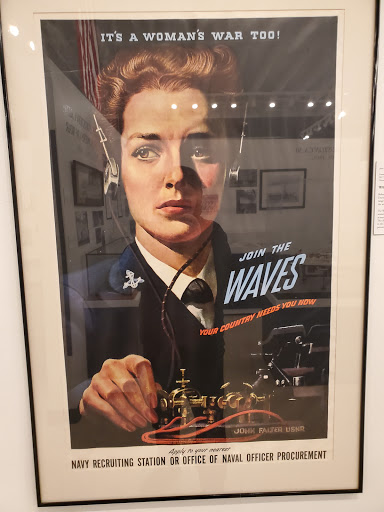 IT'S A WOMAN'S WAR TOO!
JOIN THE
WAVES
YOUR COUNTRY NEEDS YOU NOW
JOHN FALTER USNR
Apply to your nearest
NAVY RECRUITING STATION OR OFFICE OF NAVAL OFFICER PROCUREMENT